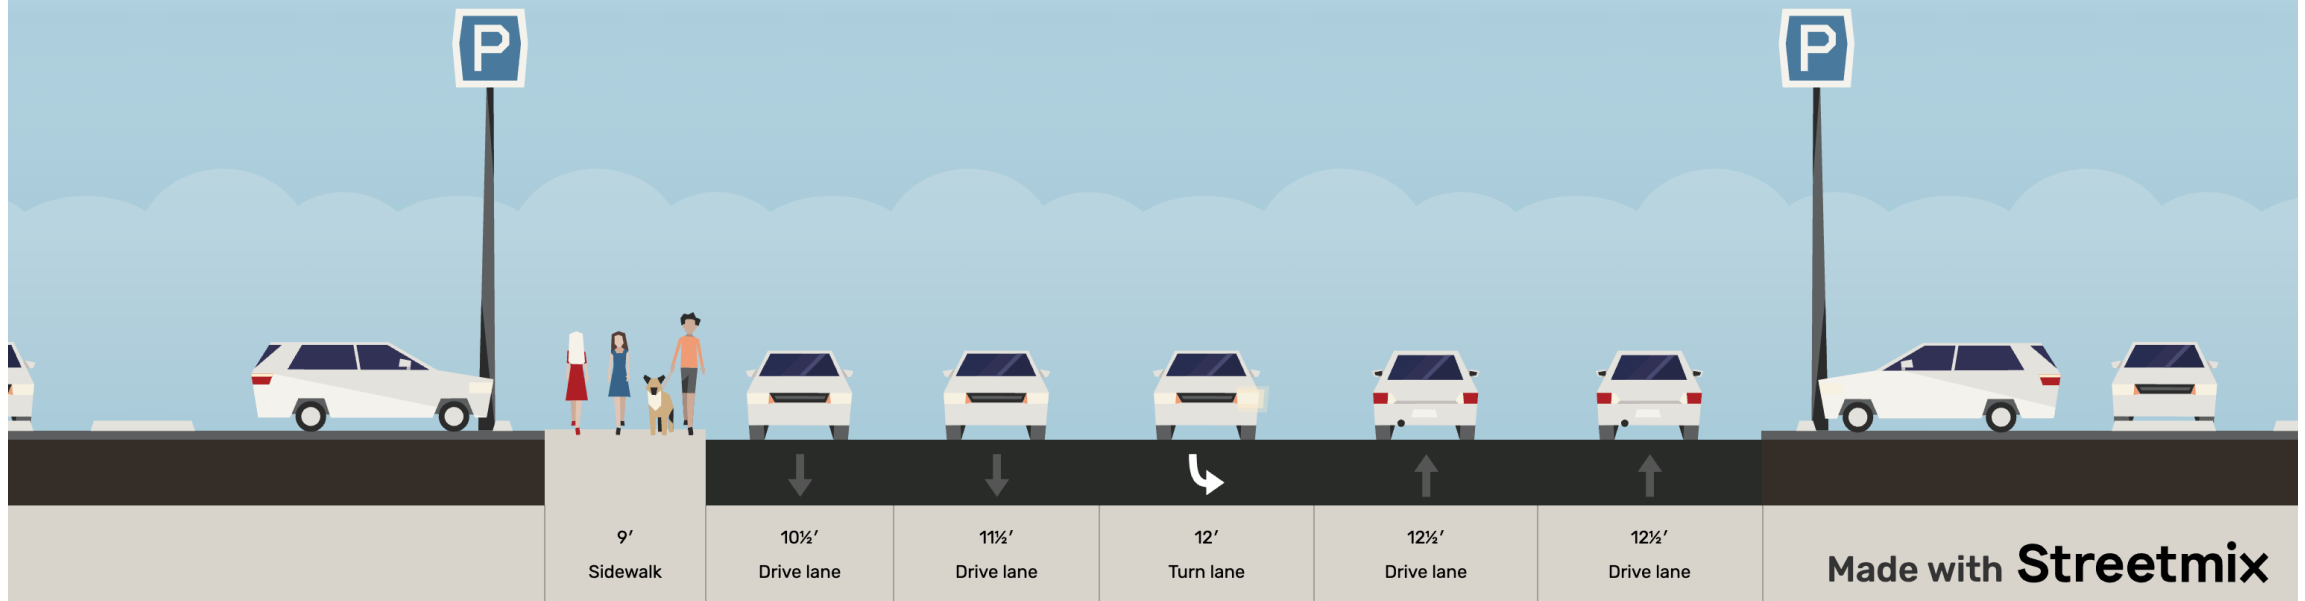 P
P
9′
Sidewalk
10½′
Drive lane
11½′
Drive lane
12′
Turn lane
12½′
Drive lane
12½′
Drive lane
Made with Streetmix